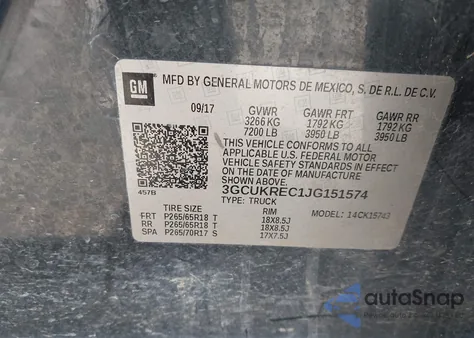 GM
MFD BY GENERAL MOTORS DE MEXICO, S. DE R.L. DE C.V.
09/17 GVWR GAWR FRT GAWR RR
3266 KG 1792 KG 1792 KG
7200 LB 3950 LB 3950 LB
THIS VEHICLE CONFORMS TO ALL
APPLICABLE U.S. FEDERAL MOTOR
VEHICLE SAFETY STANDARDS IN EFFECT
ON THE DATE OF MANUFACTURE
SHOWN ABOVE.
3GCUKREC1JG151574
457B TYPE: TRUCK MODEL: 14CK15743
TIRE SIZE RIM
FRT P265/65R18 T 18X8.5J
RR P265/65R18 T 18X8.5J
SPA P265/70R17 S 17X7.5J
autoSnap